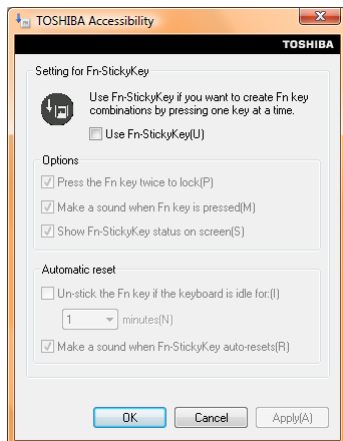 TOSHIBA Accessibility
TOSHIBA
Setting for Fn-StickyKey
Use Fn-StickyKey if you want to create Fn key
combinations by pressing one key at a time.
Use Fn-StickyKey(U)
Options
Press the Fn key twice to lock(P)
Make a sound when Fn key is pressed(M)
Show Fn-StickyKey status on screen(S)
Automatic reset
Un-stick the Fn key if the keyboard is idle for:(I)
1 minutes(N)
Make a sound when Fn-StickyKey auto-resets(R)
OK Cancel Apply(A)